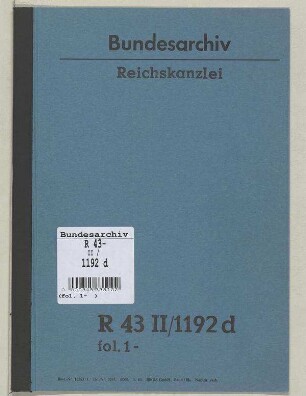 Bundesarchiv
Reichskanzlei
Bundesarchiv
R 43-
II /
1192 d
(fol. 1- )
R 43 II/1192 d
fol. 1-